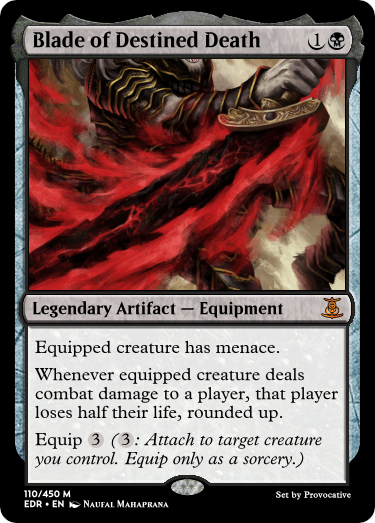 Blade of Destined Death 1
Legendary Artifact — Equipment
Equipped creature has menace.
Whenever equipped creature deals
combat damage to a player, that player
loses half their life, rounded up.
Equip 3 (3: Attach to target creature
you control. Equip only as a sorcery.)
110/450 M
EDR • EN Naufal Mahaprana
Set by Provocative